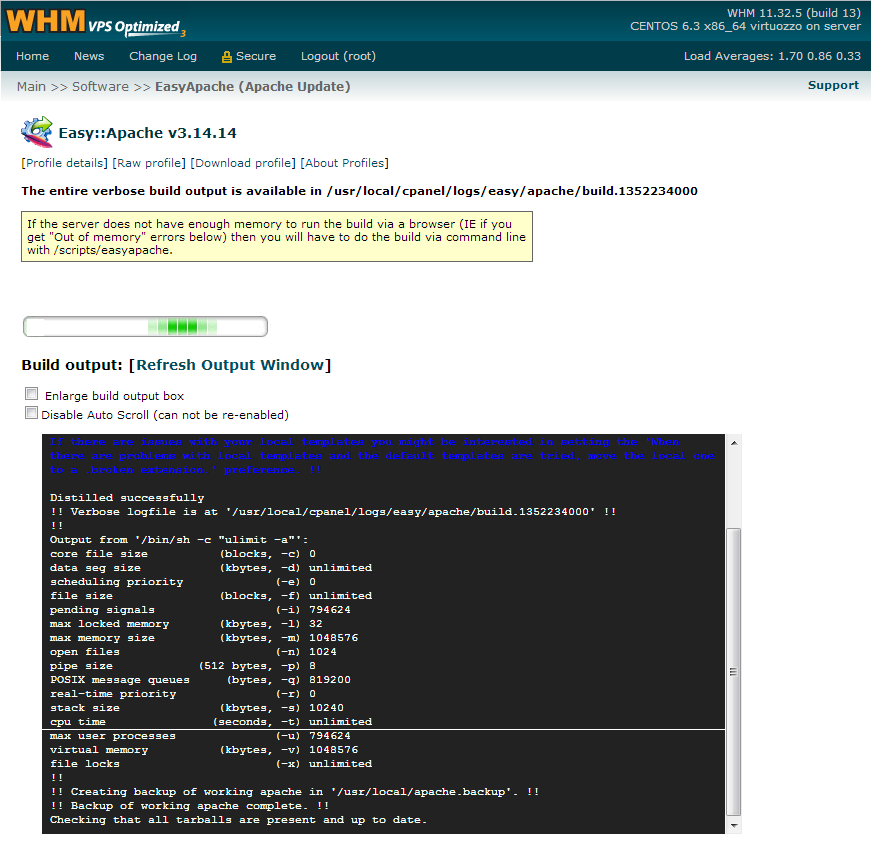 WHM VPS Optimized 3
WHM 11.32.5 (build 13)
CENTOS 6.3 x86_64 virtuozzo on server
Home News Change Log Secure Logout (root) Load Averages: 1.70 0.86 0.33
Main >> Software >> EasyApache (Apache Update) Support
Easy::Apache v3.14.14
[Profile details] [Raw profile] [Download profile] [About Profiles]
The entire verbose build output is available in /usr/local/cpanel/logs/easy/apache/build.1352234000
If the server does not have enough memory to run the build via a browser (IE if you
get "Out of memory" errors below) then you will have to do the build via command line
with /scripts/easyapache.
Build output: [Refresh Output Window]
Enlarge build output box
Disable Auto Scroll (can not be re-enabled)
If there are issues with your local templates you might be interested in setting the 'When
there are problems with local templates and the default templates are tried, move the local one
to a .broken extension.' preference. !!
Distilled successfully
!! Verbose logfile is at '/usr/local/cpanel/logs/easy/apache/build.1352234000' !!
!!
Output from '/bin/sh -c "ulimit -a"':
core file size (blocks, -c) 0
data seg size (kbytes, -d) unlimited
scheduling priority (-e) 0
file size (blocks, -f) unlimited
pending signals (-i) 794624
max locked memory (kbytes, -l) 32
max memory size (kbytes, -m) 1048576
open files (-n) 1024
pipe size (512 bytes, -p) 8
POSIX message queues (bytes, -q) 819200
real-time priority (-r) 0
stack size (kbytes, -s) 10240
cpu time (seconds, -t) unlimited
max user processes (-u) 794624
virtual memory (kbytes, -v) 1048576
file locks (-x) unlimited
!!
!! Creating backup of working apache in '/usr/local/apache.backup'. !!
!! Backup of working apache complete. !!
Checking that all tarballs are present and up to date.